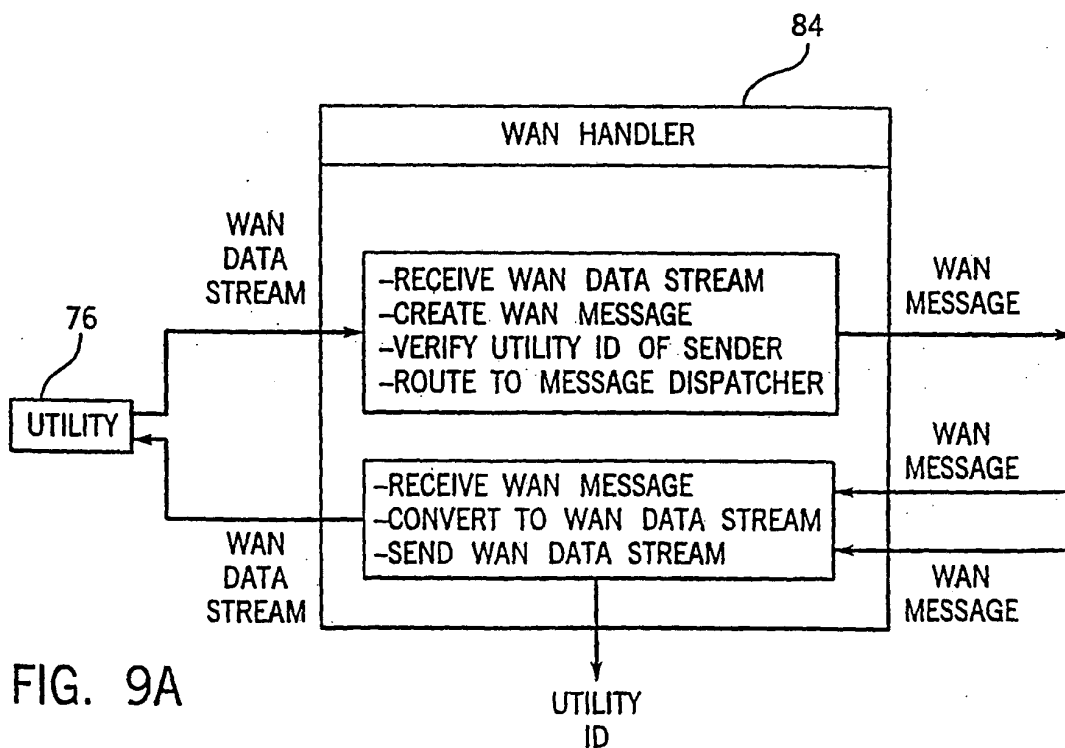 84
WAN HANDLER
WAN
DATA
STREAM
-RECEIVE WAN DATA STREAM
-CREATE WAN MESSAGE
-VERIFY UTILITY ID OF SENDER
-ROUTE TO MESSAGE DISPATCHER
WAN
MESSAGE
76
UTILITY
WAN
MESSAGE
-RECEIVE WAN MESSAGE
-CONVERT TO WAN DATA STREAM
-SEND WAN DATA STREAM
WAN
DATA
STREAM
WAN
MESSAGE
FIG. 9A
UTILITY
ID